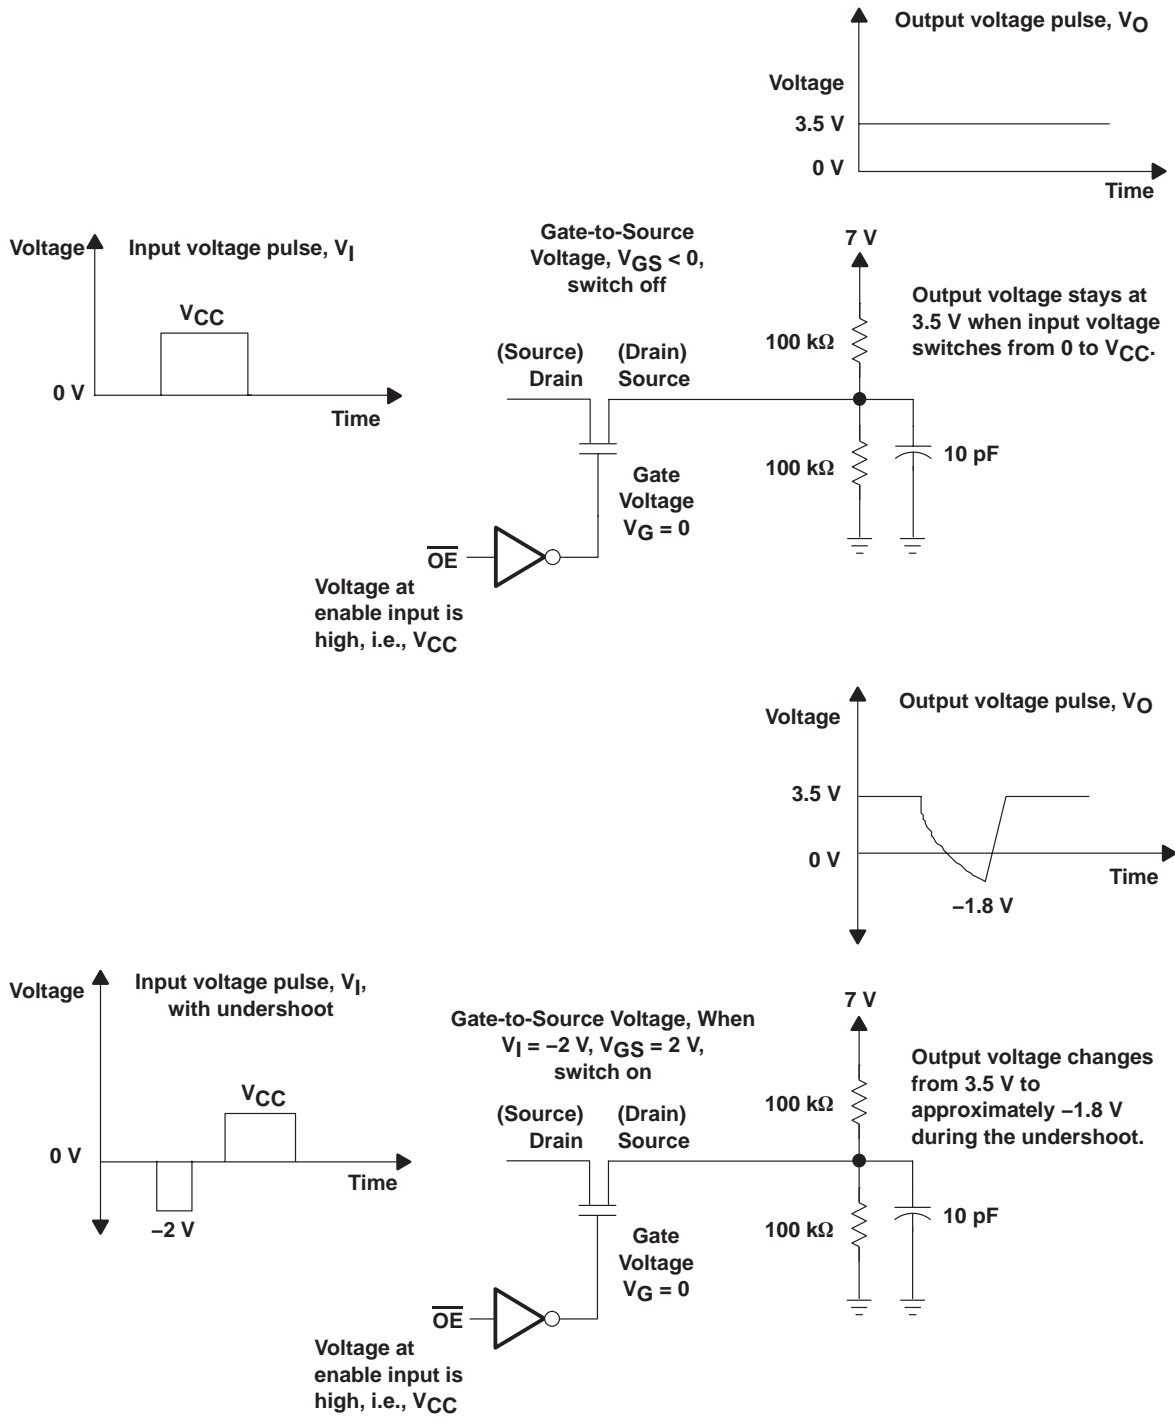 Output voltage pulse, VO
Voltage
3.5 V
0 V
Time
Voltage
Input voltage pulse, VI
VCC
0 V
Time
Gate-to-Source
Voltage, VGS < 0,
switch off
(Source)
Drain
(Drain)
Source
Gate
Voltage
VG = 0
OE
Voltage at
enable input is
high, i.e., VCC
7 V
100 kΩ
100 kΩ
10 pF
Output voltage stays at
3.5 V when input voltage
switches from 0 to VCC.
Output voltage pulse, VO
Voltage
3.5 V
0 V
Time
–1.8 V
Voltage
Input voltage pulse, VI,
with undershoot
VCC
0 V
Time
–2 V
Gate-to-Source Voltage, When
VI = –2 V, VGS = 2 V,
switch on
(Source)
Drain
(Drain)
Source
Gate
Voltage
VG = 0
OE
Voltage at
enable input is
high, i.e., VCC
7 V
100 kΩ
100 kΩ
10 pF
Output voltage changes
from 3.5 V to
approximately –1.8 V
during the undershoot.